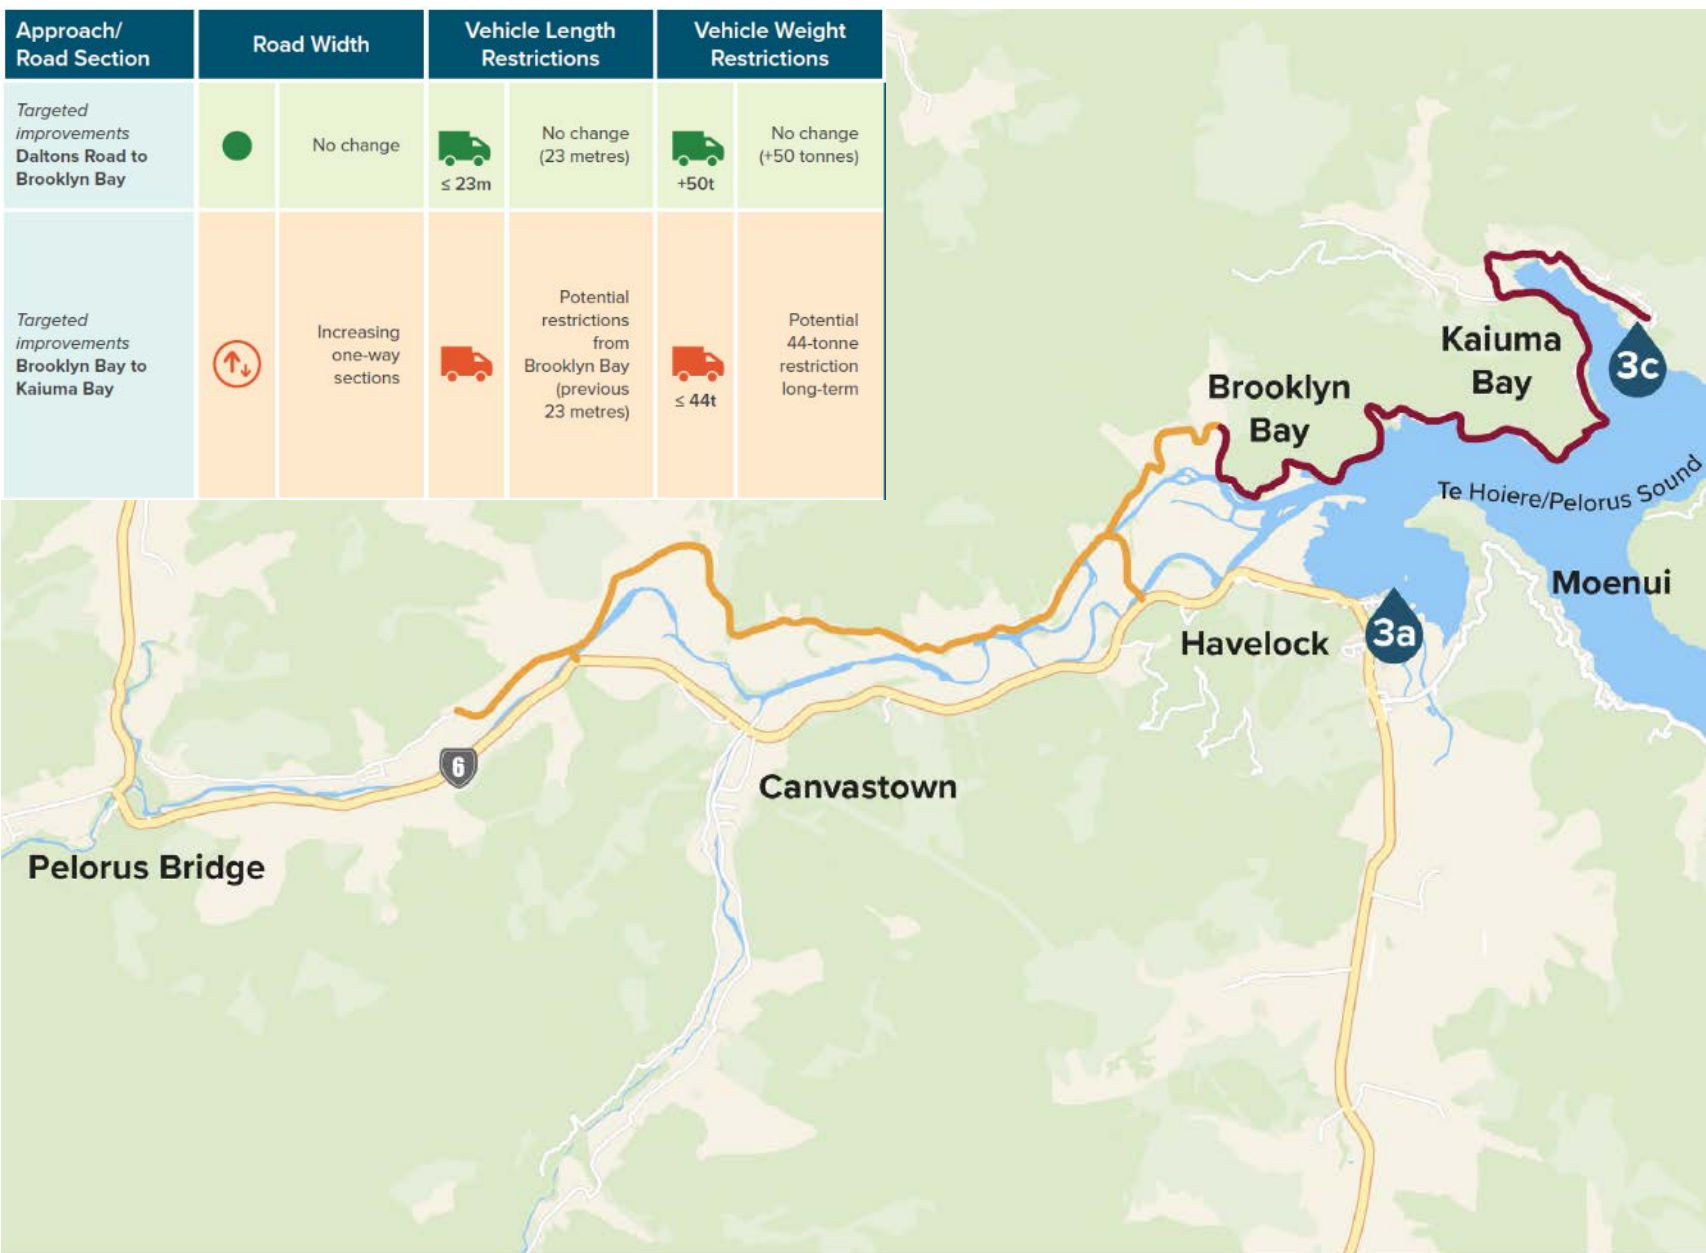 Approach/
Road Section
Road Width
Vehicle Length
Restrictions
Vehicle Weight
Restrictions
Targeted
improvements
Daltons Road to
Brooklyn Bay
No change
≤ 23m
No change
(23 metres)
+50t
No change
(+50 tonnes)
Targeted
improvements
Brooklyn Bay to
Kaiuma Bay
Increasing
one-way
sections
Potential
restrictions
from
Brooklyn Bay
(previous
23 metres)
≤ 44t
Potential
44-tonne
restriction
long-term
Kaiuma
Bay
3c
Brooklyn
Bay
Te Hoiere/Pelorus Sound
Moenui
Havelock
3a
6
Canvastown
Pelorus Bridge